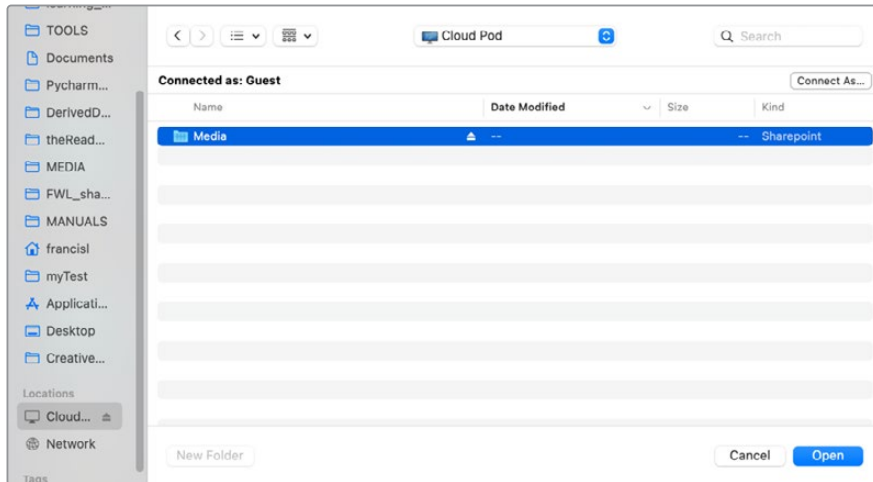 TOOLS
Documents
Pycharm...
DerivedD...
theRead...
MEDIA
FWL_sha...
MANUALS
francisl
myTest
Applicati...
Desktop
Creative...
Locations
Cloud...
Network
Tags
Cloud Pod
Search
Connected as: Guest
Connect As...
Name Date Modified Size Kind
Media -- -- Sharepoint
New Folder
Cancel Open